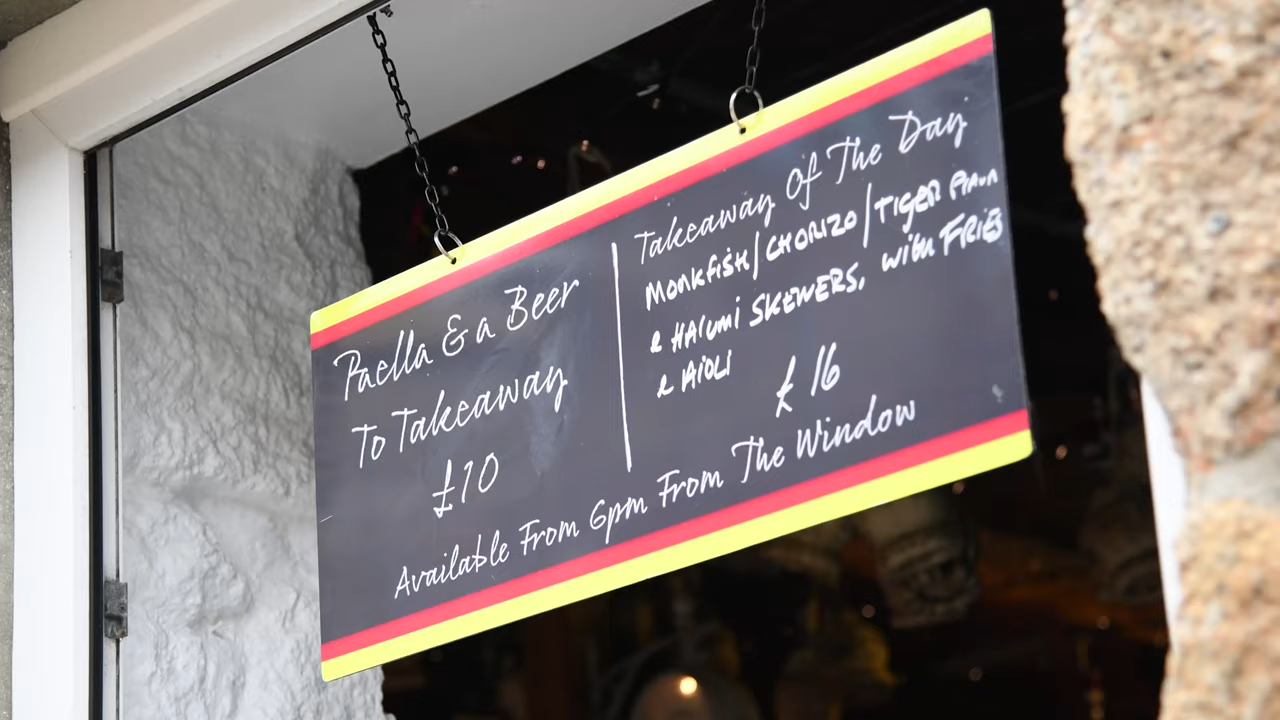 Paella & a Beer
To Takeaway
£10
Takeaway Of The Day
MONKFISH/CHORIZO/TIGER PRAWN
& HALUMI SKEWERS, with FRIES
& AIOLI
£16
Available From 6pm From The Window